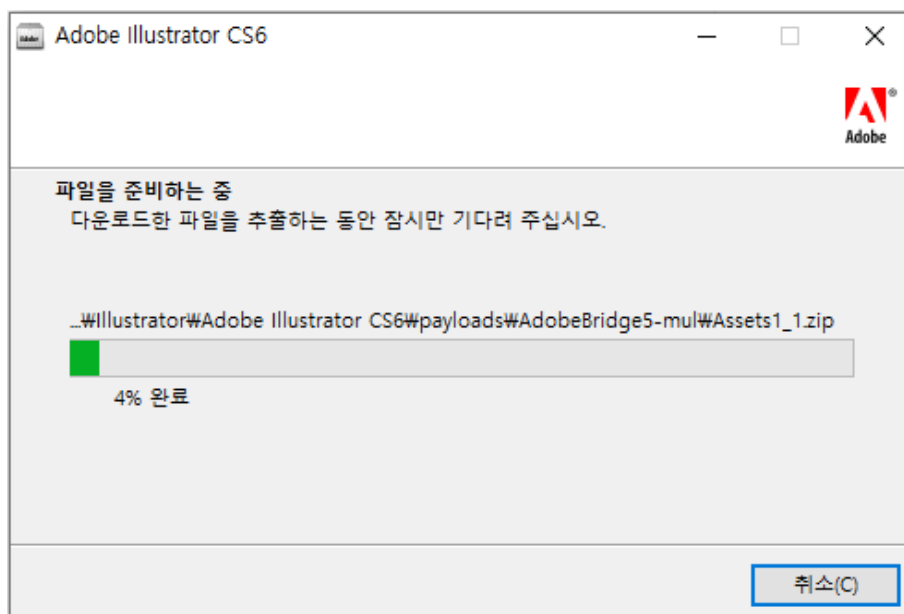 Adobe Illustrator CS6
Adobe
파일을 준비하는 중
다운로드한 파일을 추출하는 동안 잠시만 기다려 주십시오.
...₩Illustrator₩Adobe Illustrator CS6₩payloads₩AdobeBridge5-mul₩Assets1_1.zip
4% 완료
취소(C)